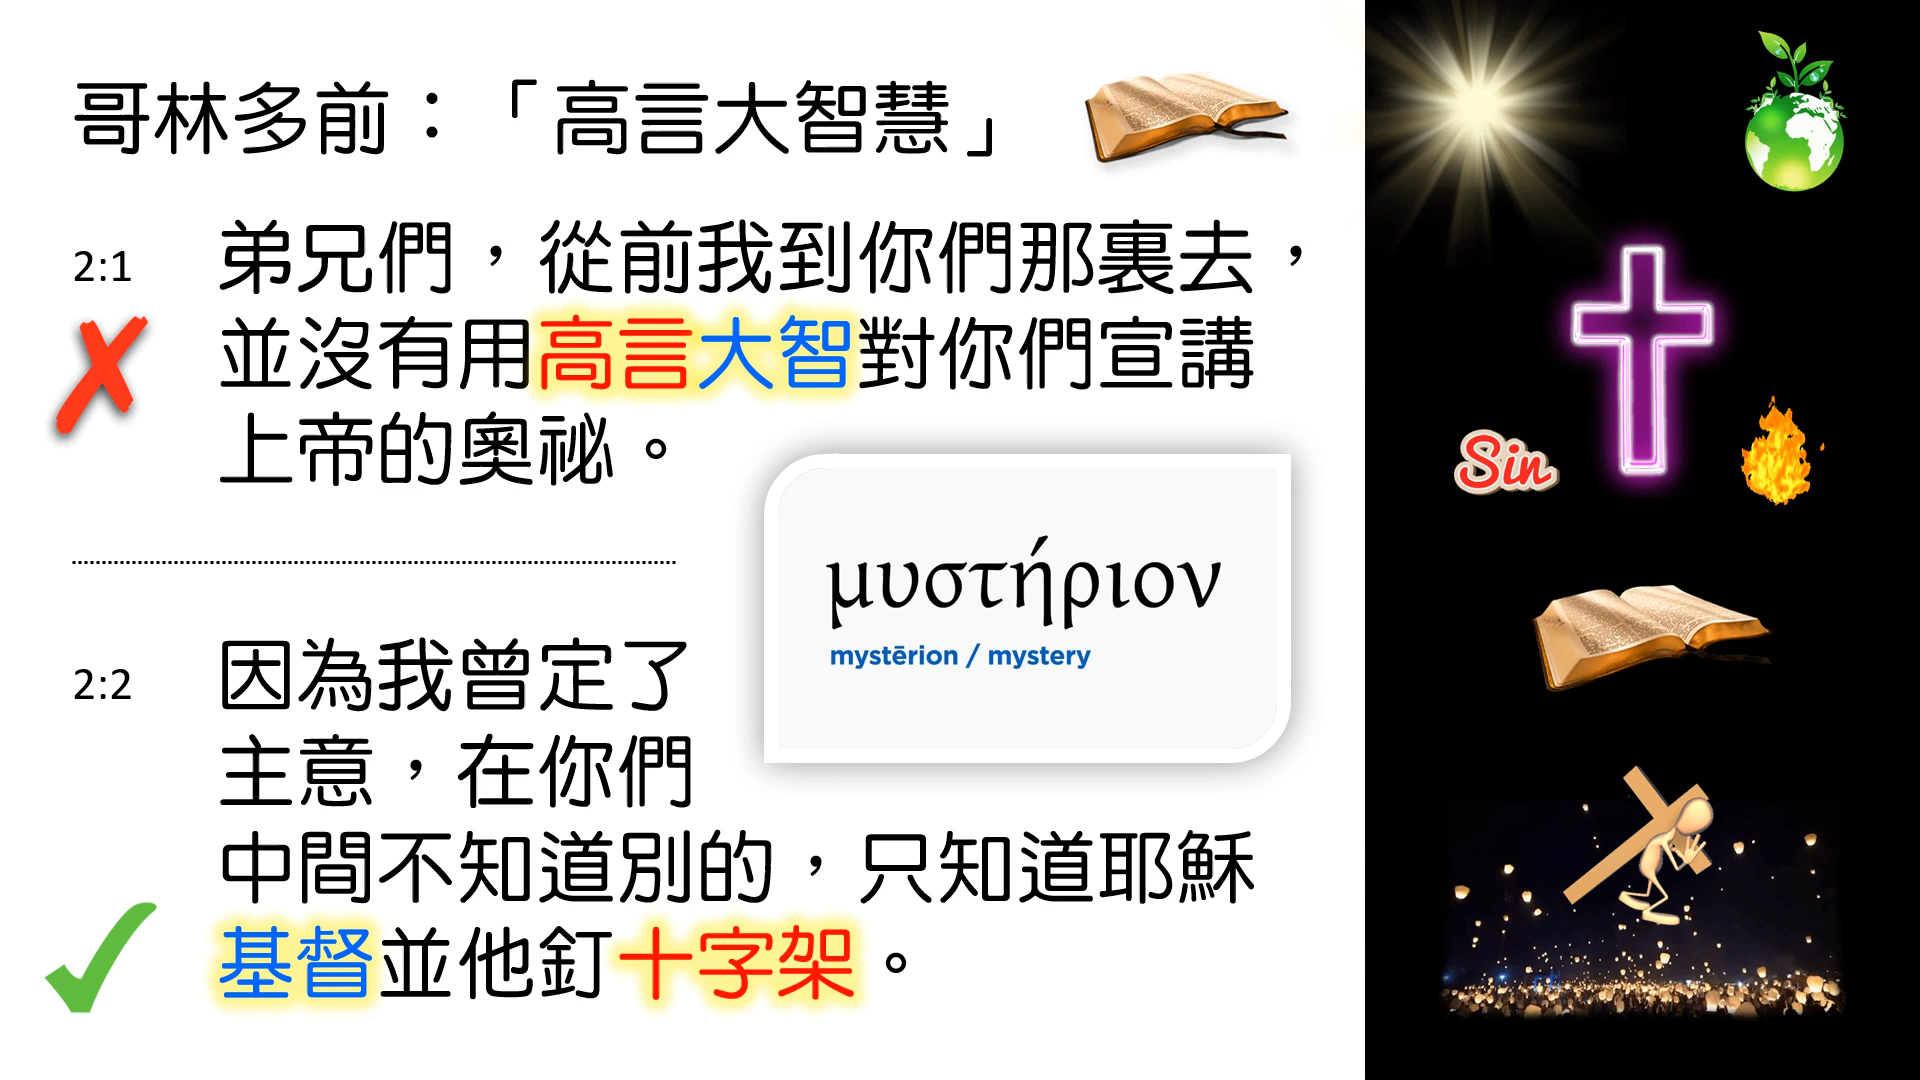 哥林多前：「高言大智慧」
2:1 弟兄們，從前我到你們那裏去，
並沒有用高言大智對你們宣講
上帝的奧祕。
μυστήριον
mystērion / mystery
2:2 因為我曾定了
主意，在你們
中間不知道別的，只知道耶穌
基督並他釘十字架。
Sin